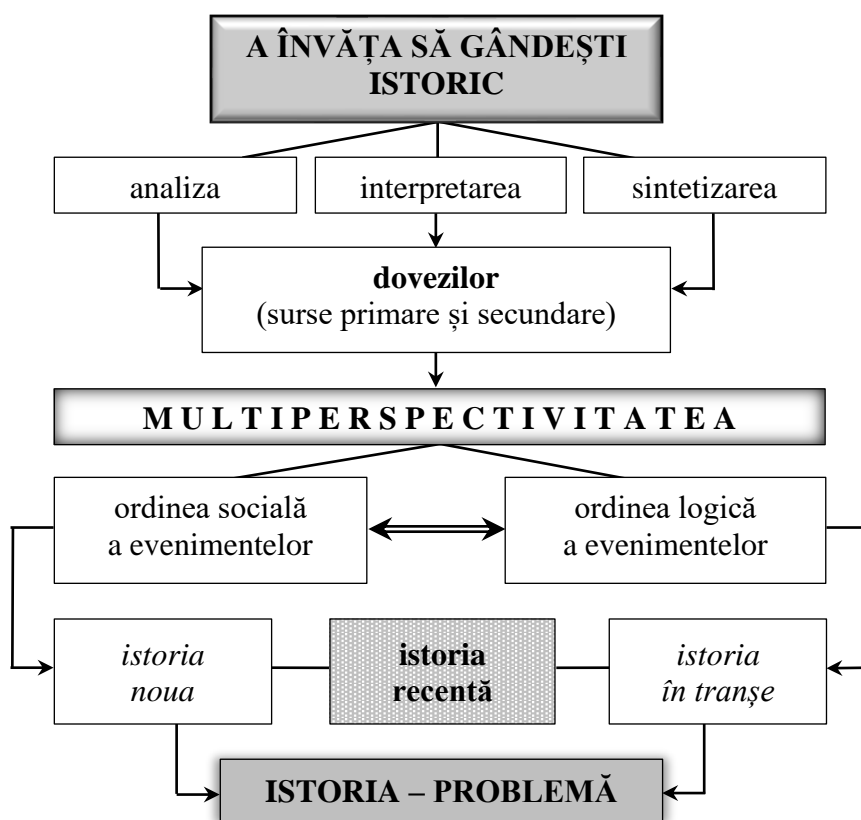 A ÎNVĂȚA SĂ GÂNDEȘTI
ISTORIC
analiza
interpretarea
sintetizarea
dovezilor
(surse primare și secundare)
M U L T I P E R S P E C T I V I T A T E A
ordinea socială
a evenimentelor
ordinea logică
a evenimentelor
istoria
noua
istoria
recentă
istoria
în tranșe
ISTORIA – PROBLEMĂ